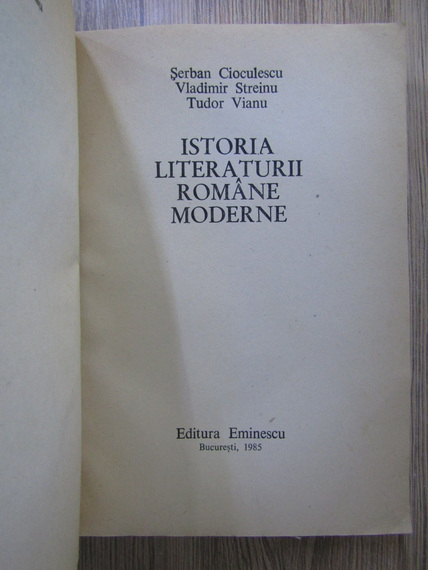 Şerban Cioculescu
Vladimir Streinu
Tudor Vianu
ISTORIA
LITERATURII
ROMÂNE
MODERNE
Editura Eminescu
Bucureşti, 1985